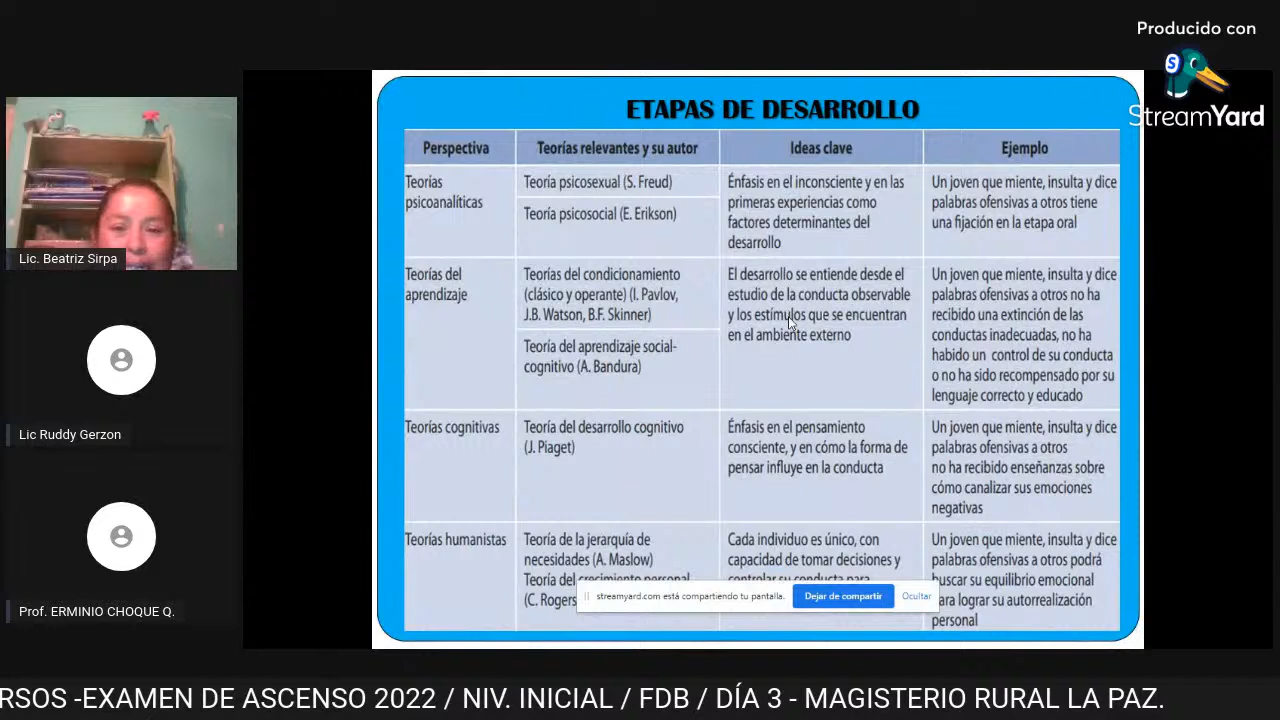 Producido con
StreamYard
ETAPAS DE DESARROLLO
Perspectiva
Teorías relevantes y su autor
Ideas clave
Ejemplo
Teorías
psicoanalíticas
Teoría psicosexual (S. Freud)
Teoría psicosocial (E. Erikson)
Énfasis en el inconsciente y en las
primeras experiencias como
factores determinantes del
desarrollo
Un joven que miente, insulta y dice
palabras ofensivas a otros tiene
una fijación en la etapa oral
Teorías del
aprendizaje
Teorías del condicionamiento
(clásico y operante) (I. Pavlov,
J.B. Watson, B.F. Skinner)
Teoría del aprendizaje social-
cognitivo (A. Bandura)
El desarrollo se entiende desde el
estudio de la conducta observable
y los estímulos que se encuentran
en el ambiente externo
Un joven que miente, insulta y dice
palabras ofensivas a otros no ha
recibido una extinción de las
conductas inadecuadas, no ha
habido un control de su conducta
o no ha sido recompensado por su
lenguaje correcto y educado
Teorías cognitivas
Teoría del desarrollo cognitivo
(J. Piaget)
Énfasis en el pensamiento
consciente, y en cómo la forma de
pensar influye en la conducta
Un joven que miente, insulta y dice
palabras ofensivas a otros
no ha recibido enseñanzas sobre
cómo canalizar sus emociones
negativas
Teorías humanistas
Teoría de la jerarquía de
necesidades (A. Maslow)
Teoría del crecimiento personal
(C. Rogers
Cada individuo es único, con
capacidad de tomar decisiones y
controlar su conducta para
Un joven que miente, insulta y dice
palabras ofensivas a otros podrá
buscar su equilibrio emocional
para lograr su autorrealización
personal
streamyard.com está compartiendo tu pantalla.
Dejar de compartir
Ocultar
Lic. Beatriz Sirpa
Lic Ruddy Gerzon
Prof. ERMINIO CHOQUE Q.
RSOS -EXAMEN DE ASCENSO 2022 / NIV. INICIAL / FDB / DÍA 3 - MAGISTERIO RURAL LA PAZ.